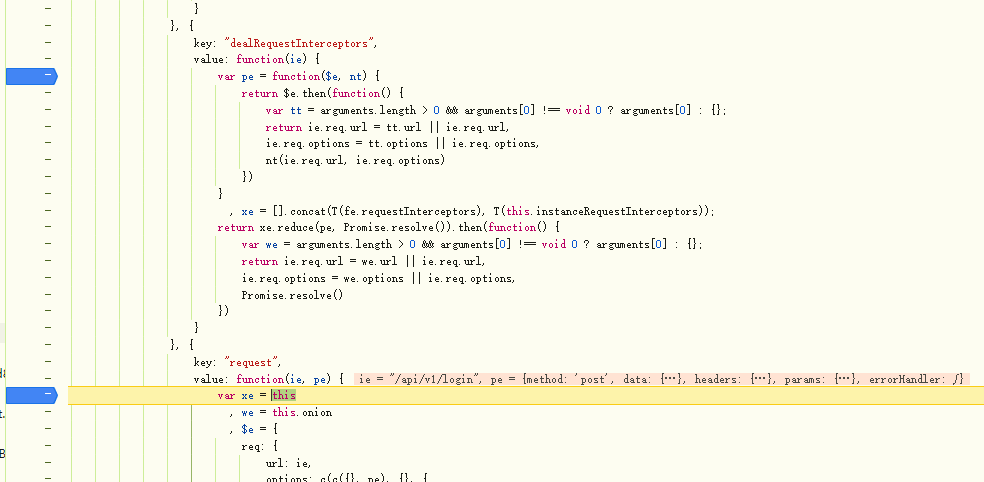 }
}, {
key: "dealRequestInterceptors",
value: function(ie) {
var pe = function($e, nt) {
return $e.then(function() {
var tt = arguments.length > 0 && arguments[0] !== void 0 ? arguments[0] : {};
return ie.req.url = tt.url || ie.req.url,
ie.req.options = tt.options || ie.req.options,
nt(ie.req.url, ie.req.options)
})
}
, xe = [].concat(T(fe.requestInterceptors), T(this.instanceRequestInterceptors));
return xe.reduce(pe, Promise.resolve()).then(function() {
var we = arguments.length > 0 && arguments[0] !== void 0 ? arguments[0] : {};
return ie.req.url = we.url || ie.req.url,
ie.req.options = we.options || ie.req.options,
Promise.resolve()
})
}
}, {
key: "request",
value: function(ie, pe) { ie = "/api/v1/login", pe = {method: 'post', data: {…}, headers: {…}, params: {…}, errorHandler: ƒ}
var xe = this
, we = this.onion
, $e = {
req: {
url: ie,
options: c(c({}, pe), {}, {